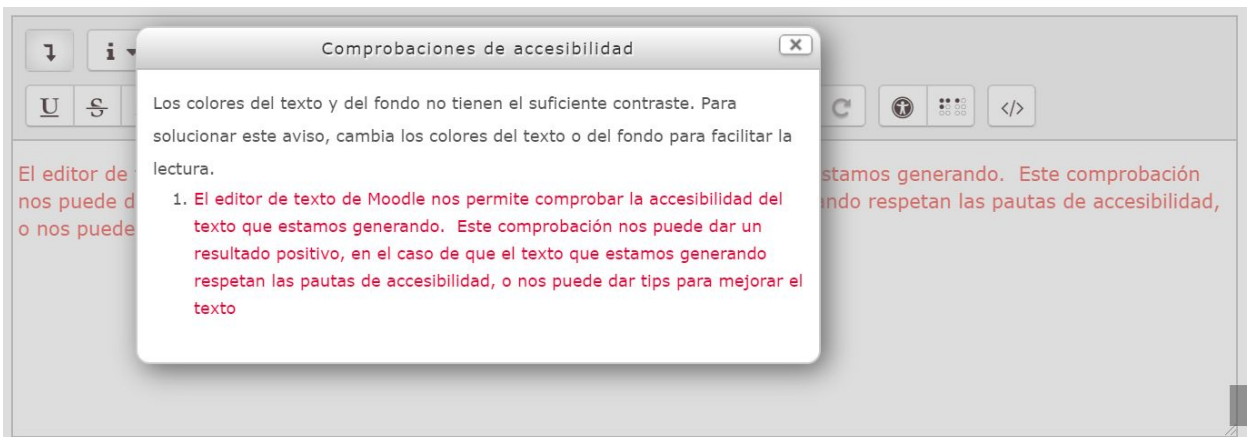 Comprobaciones de accesibilidad
i
U S </>
Los colores del texto y del fondo no tienen el suficiente contraste. Para
solucionar este aviso, cambia los colores del texto o del fondo para facilitar la
lectura.
1. El editor de texto de Moodle nos permite comprobar la accesibilidad del
texto que estamos generando. Este comprobación nos puede dar un
resultado positivo, en el caso de que el texto que estamos generando
respetan las pautas de accesibilidad, o nos puede dar tips para mejorar el
texto
El editor de stamos generando. Este comprobación
nos puede d ndo respetan las pautas de accesibilidad,
o nos puede